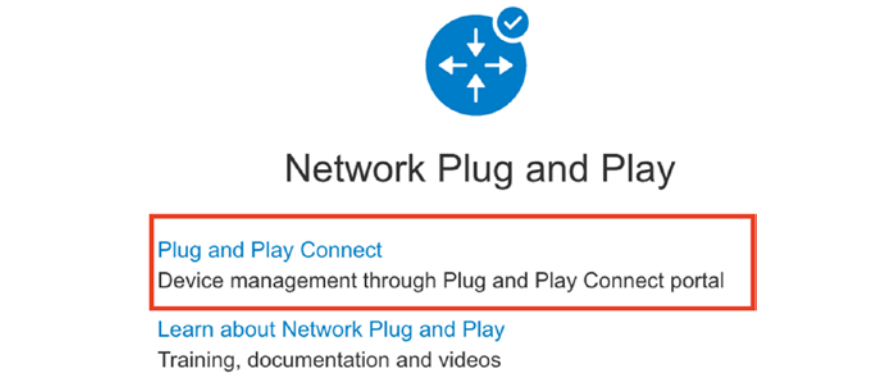 Network Plug and Play
Plug and Play Connect
Device management through Plug and Play Connect portal
Learn about Network Plug and Play
Training, documentation and videos